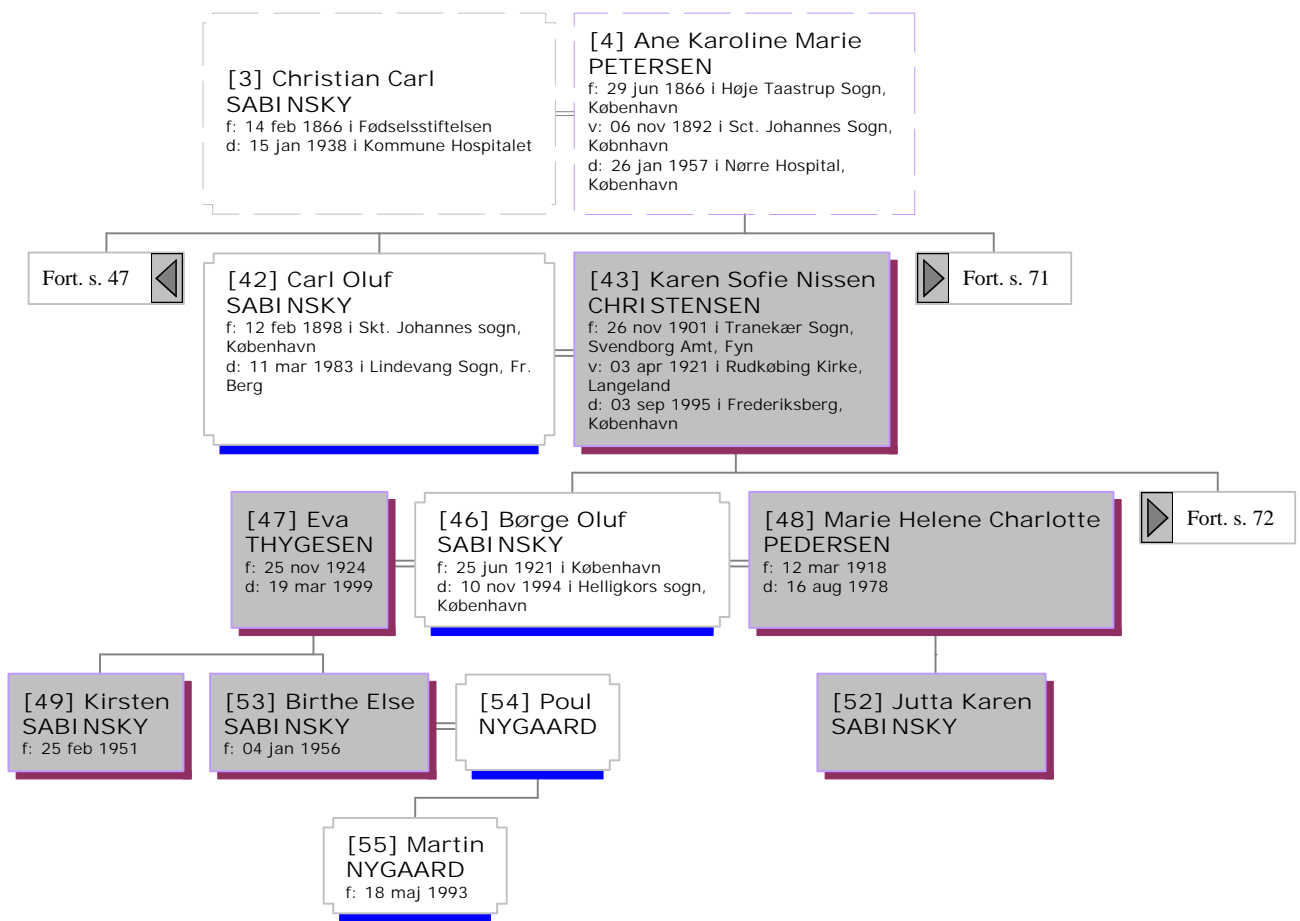 [3] Christian Carl
SABINSKY
f: 14 feb 1866 i Fødselsstiftelsen
d: 15 jan 1938 i Kommune Hospitalet
[4] Ane Karoline Marie
PETERSEN
f: 29 jun 1866 i Høje Taastrup Sogn,
København
v: 06 nov 1892 i Sct. Johannes Sogn,
Købnhavn
d: 26 jan 1957 i Nørre Hospital,
København
Fort. s. 47
[42] Carl Oluf
SABINSKY
f: 12 feb 1898 i Skt. Johannes sogn,
København
d: 11 mar 1983 i Lindevang Sogn, Fr.
Berg
[43] Karen Sofie Nissen
CHRISTENSEN
f: 26 nov 1901 i Tranekær Sogn,
Svendborg Amt, Fyn
v: 03 apr 1921 i Rudkøbing Kirke,
Langeland
d: 03 sep 1995 i Frederiksberg,
København
Fort. s. 71
[47] Eva
THYGESEN
f: 25 nov 1924
d: 19 mar 1999
[46] Børge Oluf
SABINSKY
f: 25 jun 1921 i København
d: 10 nov 1994 i Helligkors sogn,
København
[48] Marie Helene Charlotte
PEDERSEN
f: 12 mar 1918
d: 16 aug 1978
Fort. s. 72
[49] Kirsten
SABINSKY
f: 25 feb 1951
[53] Birthe Else
SABINSKY
f: 04 jan 1956
[54] Poul
NYGAARD
[52] Jutta Karen
SABINSKY
[55] Martin
NYGAARD
f: 18 maj 1993